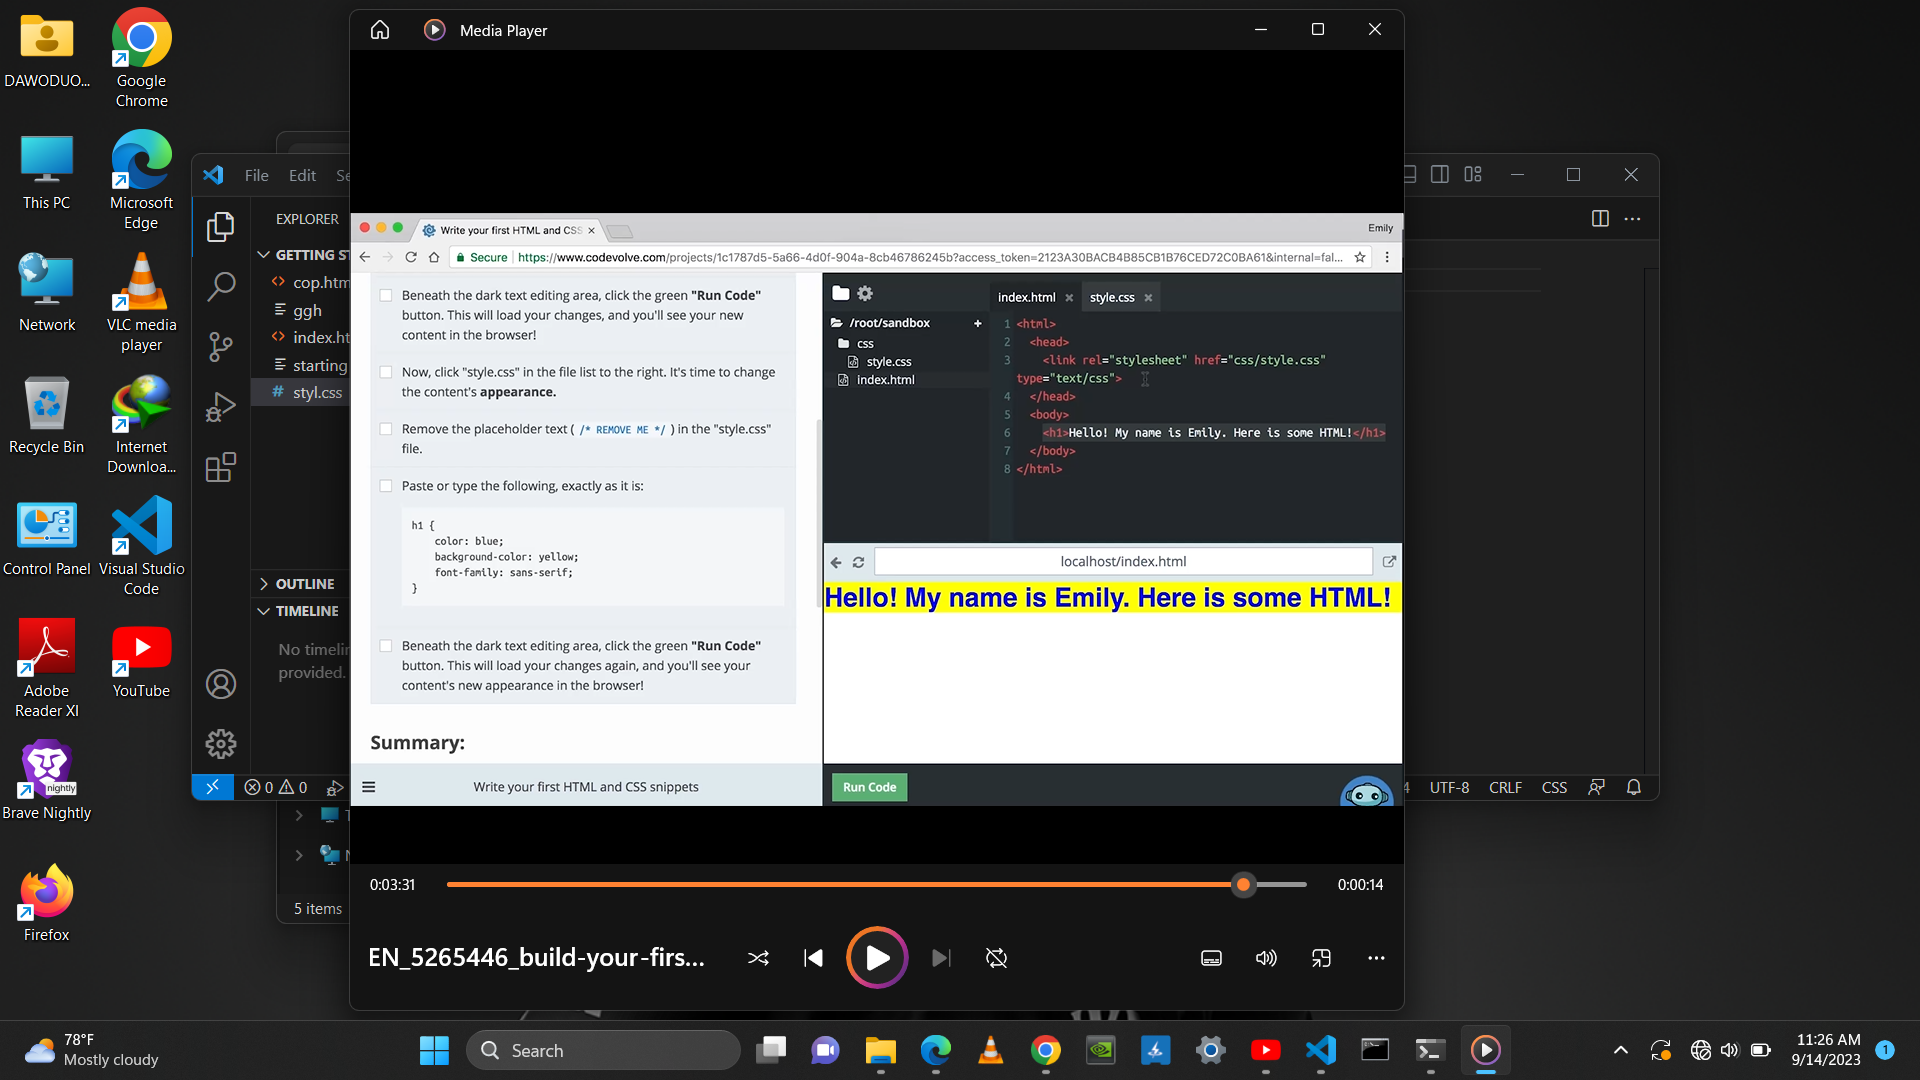 DAWODUO...
Google
Chrome
This PC
Microsoft
Edge
Network
VLC media
player
Recycle Bin
Internet
Downloa...
Control Panel
Visual Studio
Code
Adobe
Reader XI
YouTube
nightly
Brave Nightly
Firefox
File Edit Se
EXPLORER
GETTING ST
cop.htm
ggh
index.ht
starting
# styl.css
OUTLINE
TIMELINE
No timelin
provided.
0 0
5 items
UTF-8 CRLF CSS
Media Player
Write your first HTML and CSS
Emily
Secure https://www.codevolve.com/projects/1c1787d5-5a66-4d0f-904a-8cb46786245b?access_token=2123A30BACB4B85CB1B76CED72C0BA61&internal=fal...
Beneath the dark text editing area, click the green "Run Code"
button. This will load your changes, and you'll see your new
content in the browser!
Now, click "style.css" in the file list to the right. It's time to change
the content's appearance.
Remove the placeholder text ( /* REMOVE ME */ ) in the "style.css"
file.
Paste or type the following, exactly as it is:
h1 {
color: blue;
background-color: yellow;
font-family: sans-serif;
}
Beneath the dark text editing area, click the green "Run Code"
button. This will load your changes again, and you'll see your
content's new appearance in the browser!
Summary:
Write your first HTML and CSS snippets
/root/sandbox +
css
style.css
index.html
index.html style.css
1 <html>
2 <head>
3 <link rel="stylesheet" href="css/style.css"
type="text/css">
4 </head>
5 <body>
6 <h1>Hello! My name is Emily. Here is some HTML!</h1>
7 </body>
8 </html>
localhost/index.html
Hello! My name is Emily. Here is some HTML!
Run Code
0:03:31
0:00:14
EN_5265446_build-your-firs...
78°F
Mostly cloudy
Search
11:26 AM
9/14/2023
1